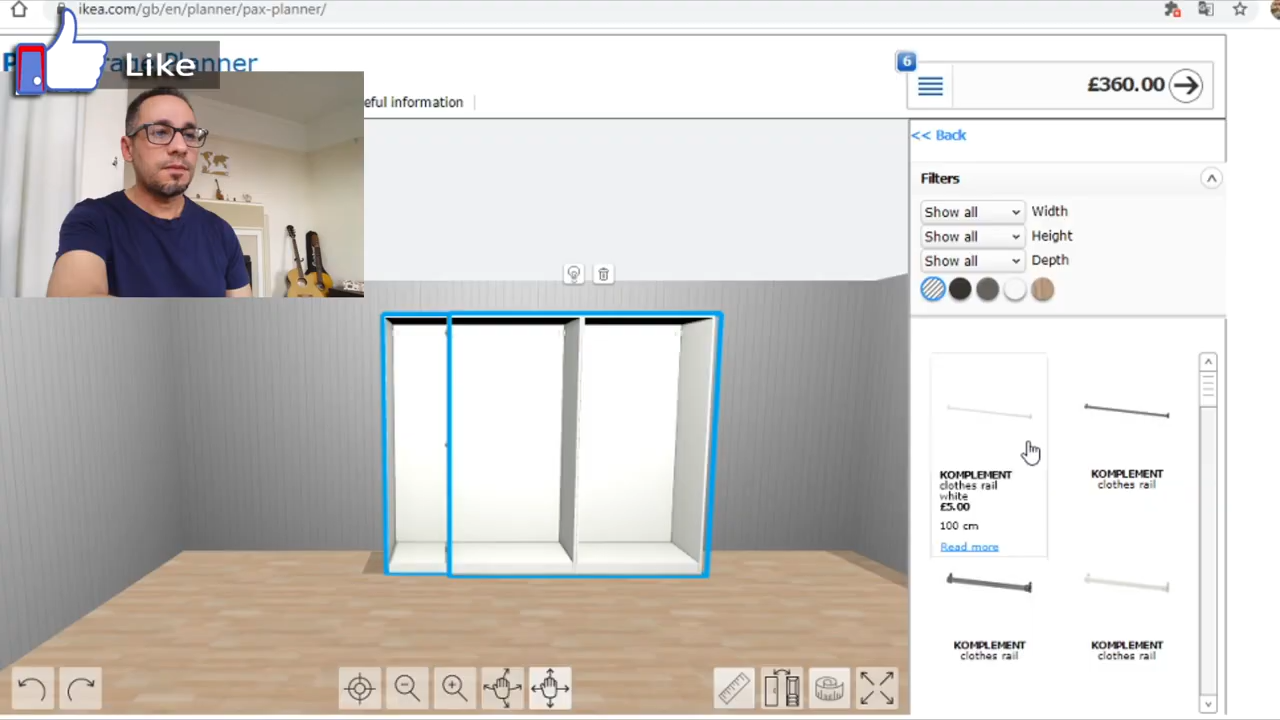 ikea.com/gb/en/planner/pax-planner/
Planner
Like
6
£360.00
eful information
<< Back
Filters
Show all Width
Show all Height
Show all Depth
KOMPLEMENT
clothes rail
white
£5.00
100 cm
Read more
KOMPLEMENT
clothes rail
KOMPLEMENT
clothes rail
KOMPLEMENT
clothes rail